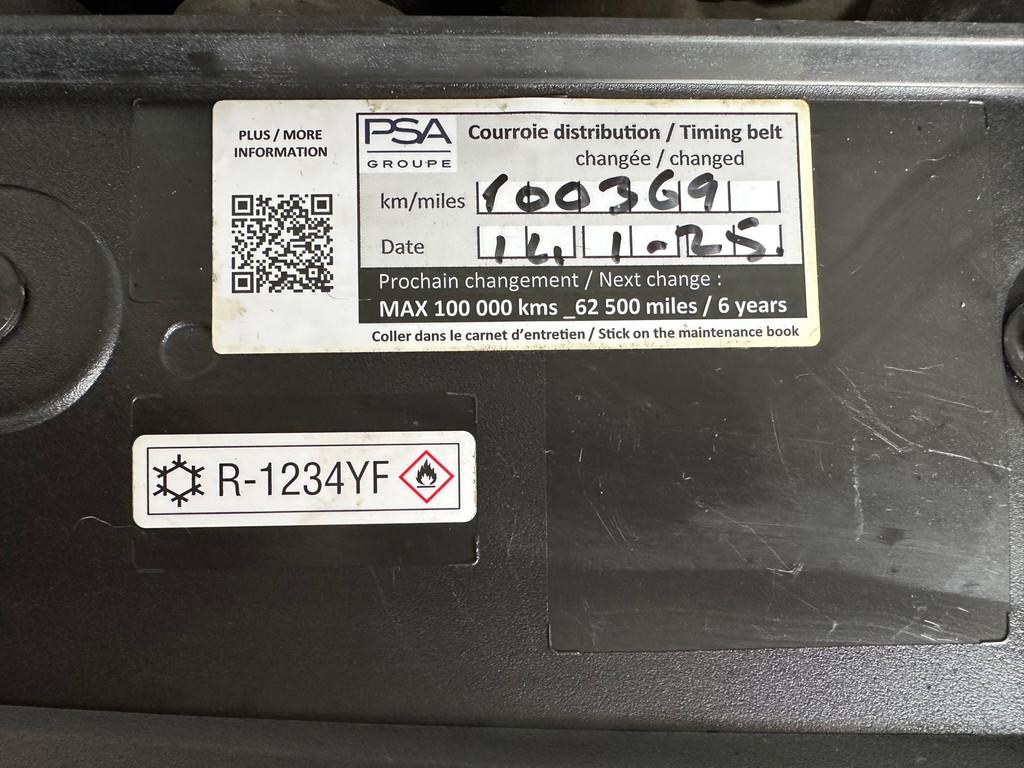 PLUS / MORE
INFORMATION
PSA
GROUPE
Courroie distribution / Timing belt
changée / changed
km/miles 100369
Date 14.1-25.
Prochain changement / Next change :
MAX 100 000 kms _62 500 miles / 6 years
Coller dans le carnet d'entretien / Stick on the maintenance book
R-1234YF